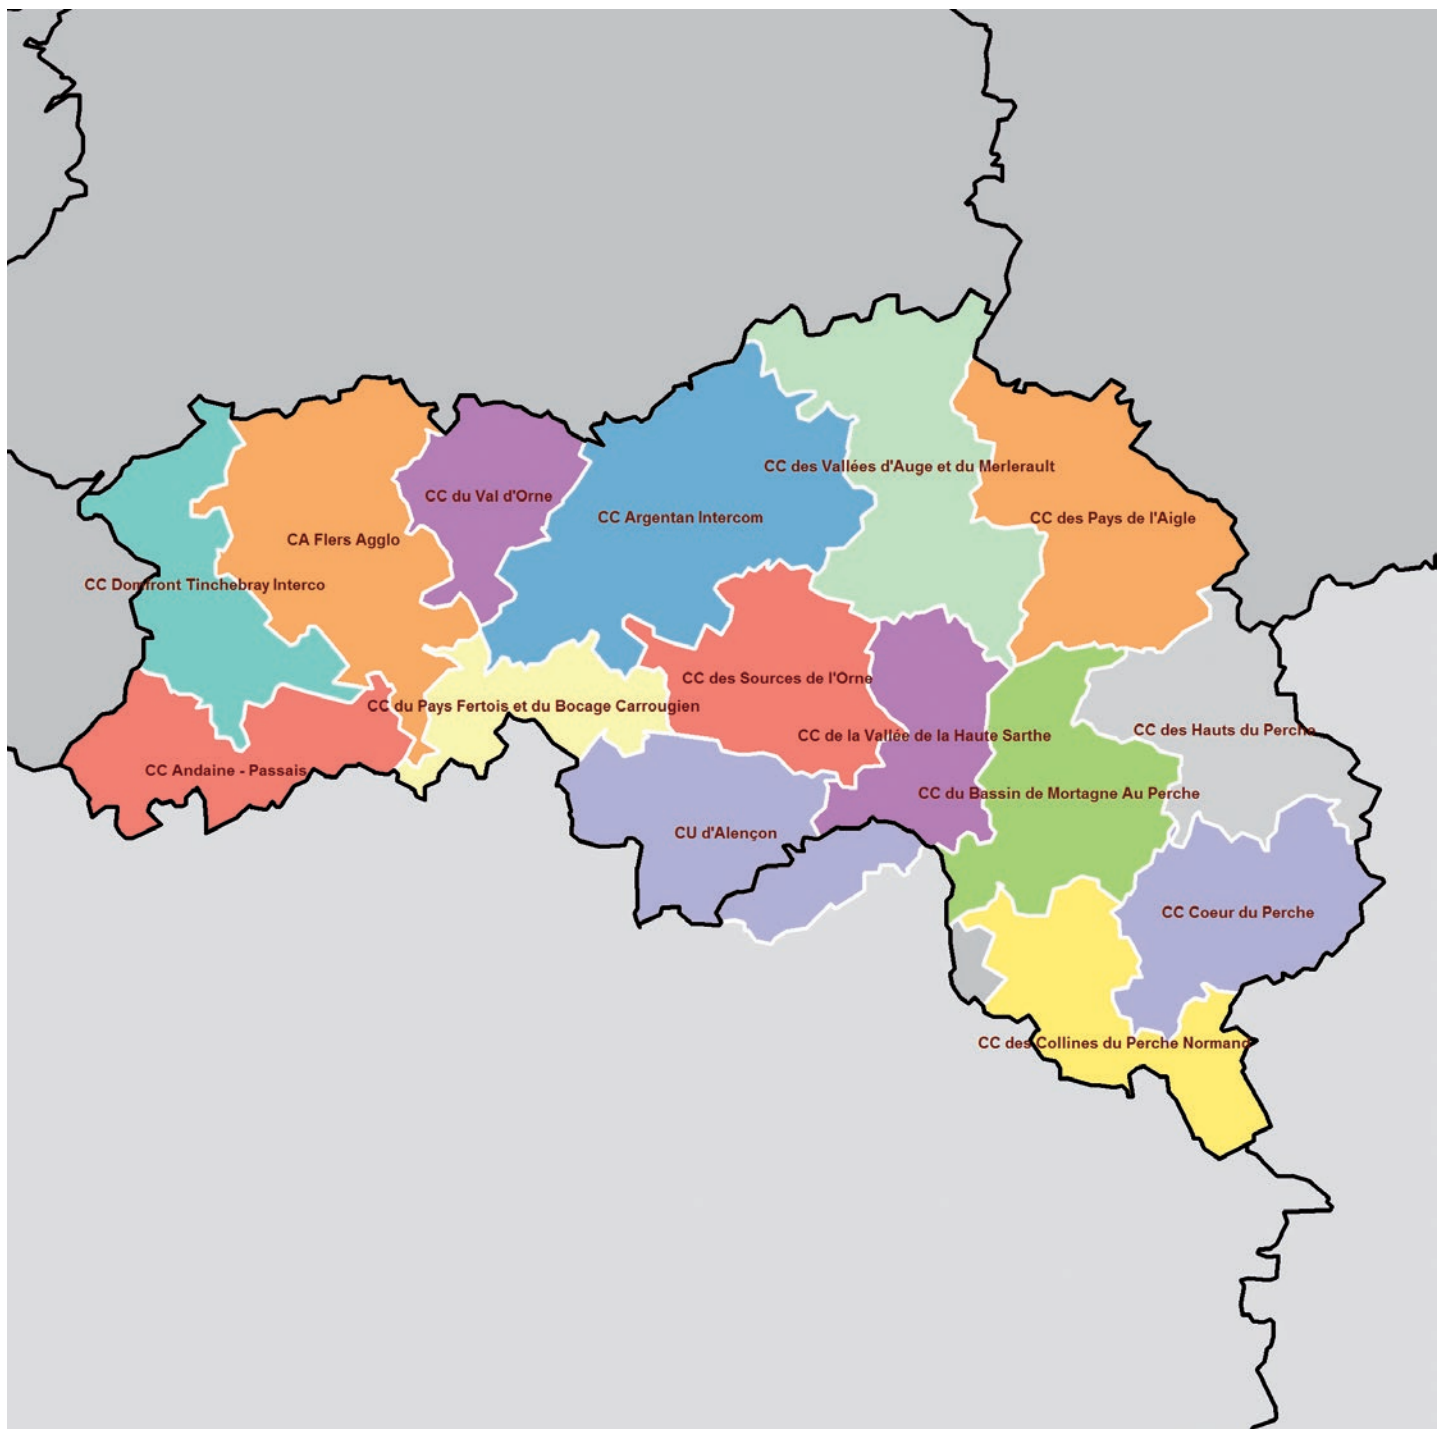 CC des Vallées d'Auge et du Merlerault
CC du Val d'Orne
CC Argentan Intercom
CC des Pays de l'Aigle
CA Flers Agglo
CC Domfront Tinchebray Interco
CC des Sources de l'Orne
CC du Pays Fertois et du Bocage Carrougien
CC des Hauts du Perche
CC de la Vallée de la Haute Sarthe
CC Andaine - Passais
CC du Bassin de Mortagne Au Perche
CU d'Alençon
CC Coeur du Perche
CC des Collines du Perche Normand